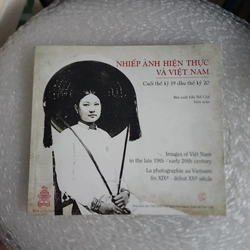 NHIẾP ẢNH HIỆN THỰC
VÀ VIỆT NAM
Cuối thế kỷ 19 đầu thế kỷ 20
Images of Việt Nam
in the late 19th - early 20th century
La photographie au Vietnam
fin XIXᵉ - début XXᵉ siècle